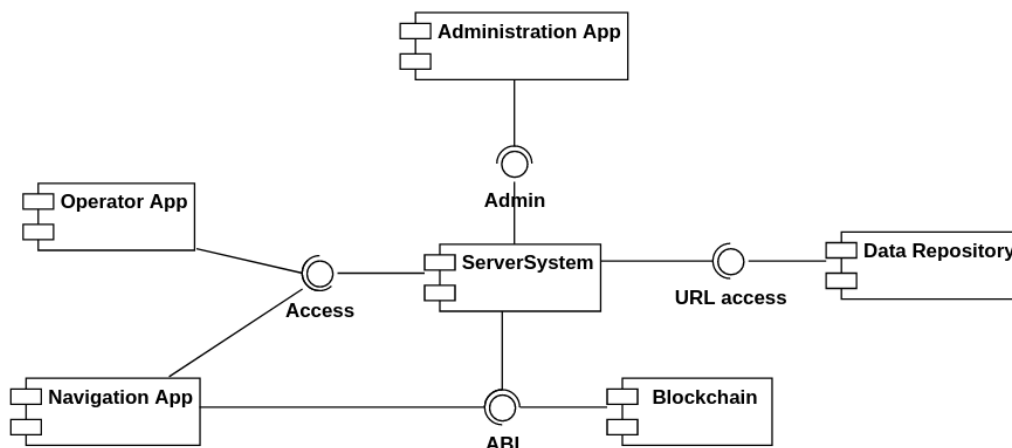 Administration App
Admin
Operator App
Access
ServerSystem
URL access
Data Repository
Navigation App
ABI
Blockchain